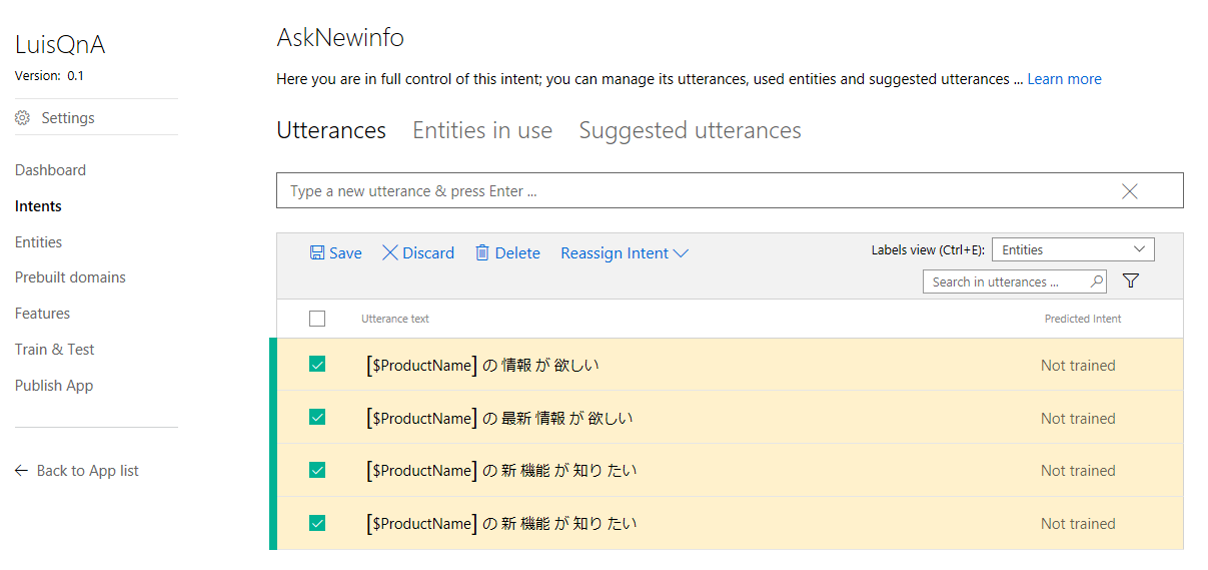 LuisQnA
Version: 0.1
Settings
Dashboard
Intents
Entities
Prebuilt domains
Features
Train & Test
Publish App
Back to App list
AskNewinfo
Here you are in full control of this intent; you can manage its utterances, used entities and suggested utterances ... Learn more
Utterances Entities in use Suggested utterances
Type a new utterance & press Enter ...
Save Discard Delete Reassign Intent Labels view (Ctrl+E): Entities
Search in utterances ...
Utterance text Predicted Intent
[$ProductName] の 情報 が 欲しい Not trained
[$ProductName] の 最新 情報 が 欲しい Not trained
[$ProductName] の 新 機能 が 知り たい Not trained
[$ProductName] の 新 機能 が 知り たい Not trained